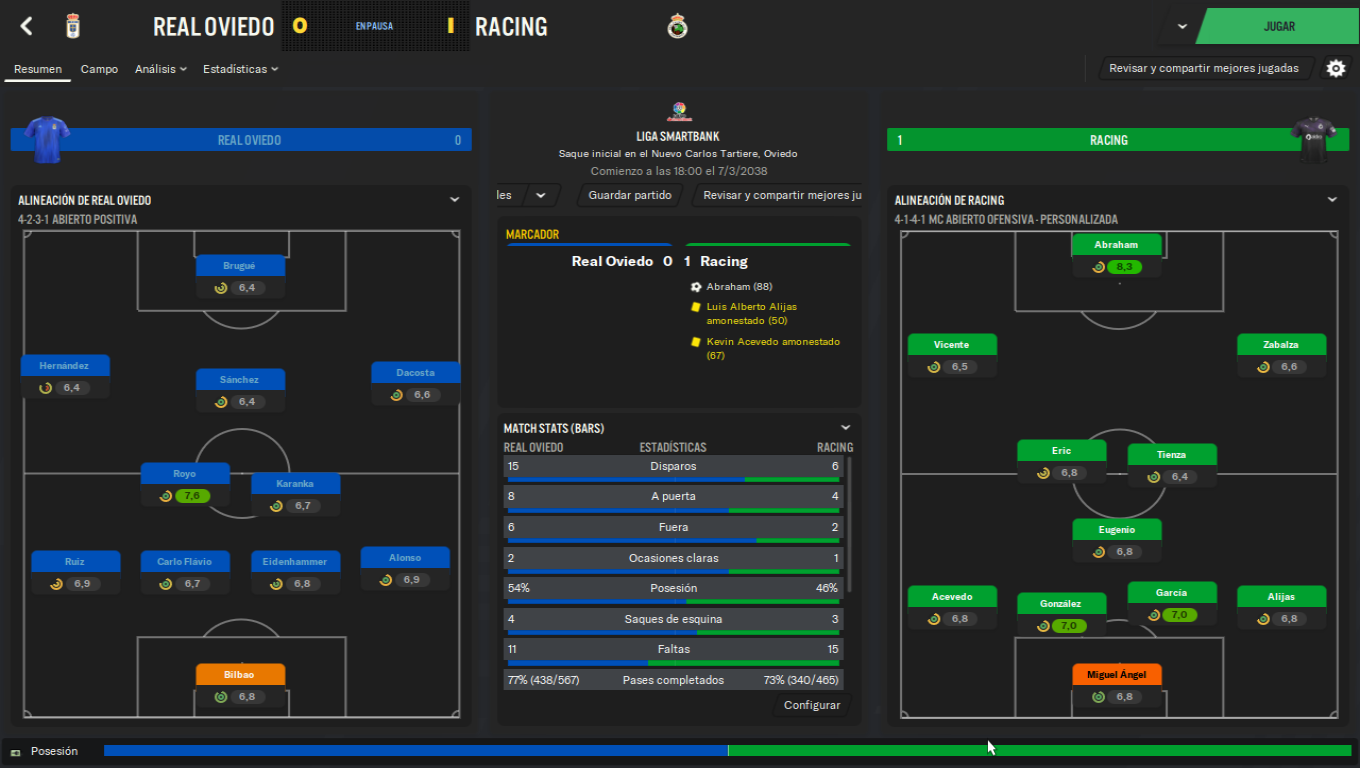 REAL OVIEDO 0 EN PAUSA 1 RACING
JUGAR
Resumen Campo Análisis Estadísticas
Revisar y compartir mejores jugadas
REAL OVIEDO 0
LIGA SMARTBANK
Saque inicial en el Nuevo Carlos Tartiere, Oviedo
Comienzo a las 18:00 el 7/3/2038
les Guardar partido Revisar y compartir mejores ju
1 RACING
ALINEACIÓN DE REAL OVIEDO
4-2-3-1 ABIERTO POSITIVA
Brugué
6,4
Hernández
6,4
Sánchez
6,4
Dacosta
6,6
Royo
7,6
Karanka
6,7
Ruiz
6,9
Carlo Flávio
6,7
Eidenhammer
6,8
Alonso
6,9
Bilbao
6,8
MARCADOR
Real Oviedo 0 1 Racing
Abraham (88)
Luis Alberto Alijas
amonestado (50)
Kevin Acevedo amonestado
(67)
MATCH STATS (BARS)
REAL OVIEDO ESTADÍSTICAS RACING
15 Disparos 6
8 A puerta 4
6 Fuera 2
2 Ocasiones claras 1
54% Posesión 46%
4 Saques de esquina 3
11 Faltas 15
77% (438/567) Pases completados 73% (340/465)
Configurar
ALINEACIÓN DE RACING
4-1-4-1 MC ABIERTO OFENSIVA - PERSONALIZADA
Abraham
8,3
Vicente
6,5
Zabalza
6,6
Eric
6,8
Tienza
6,4
Eugenio
6,8
Acevedo
6,8
González
7,0
García
7,0
Alijas
6,8
Miguel Ángel
6,8
Posesión